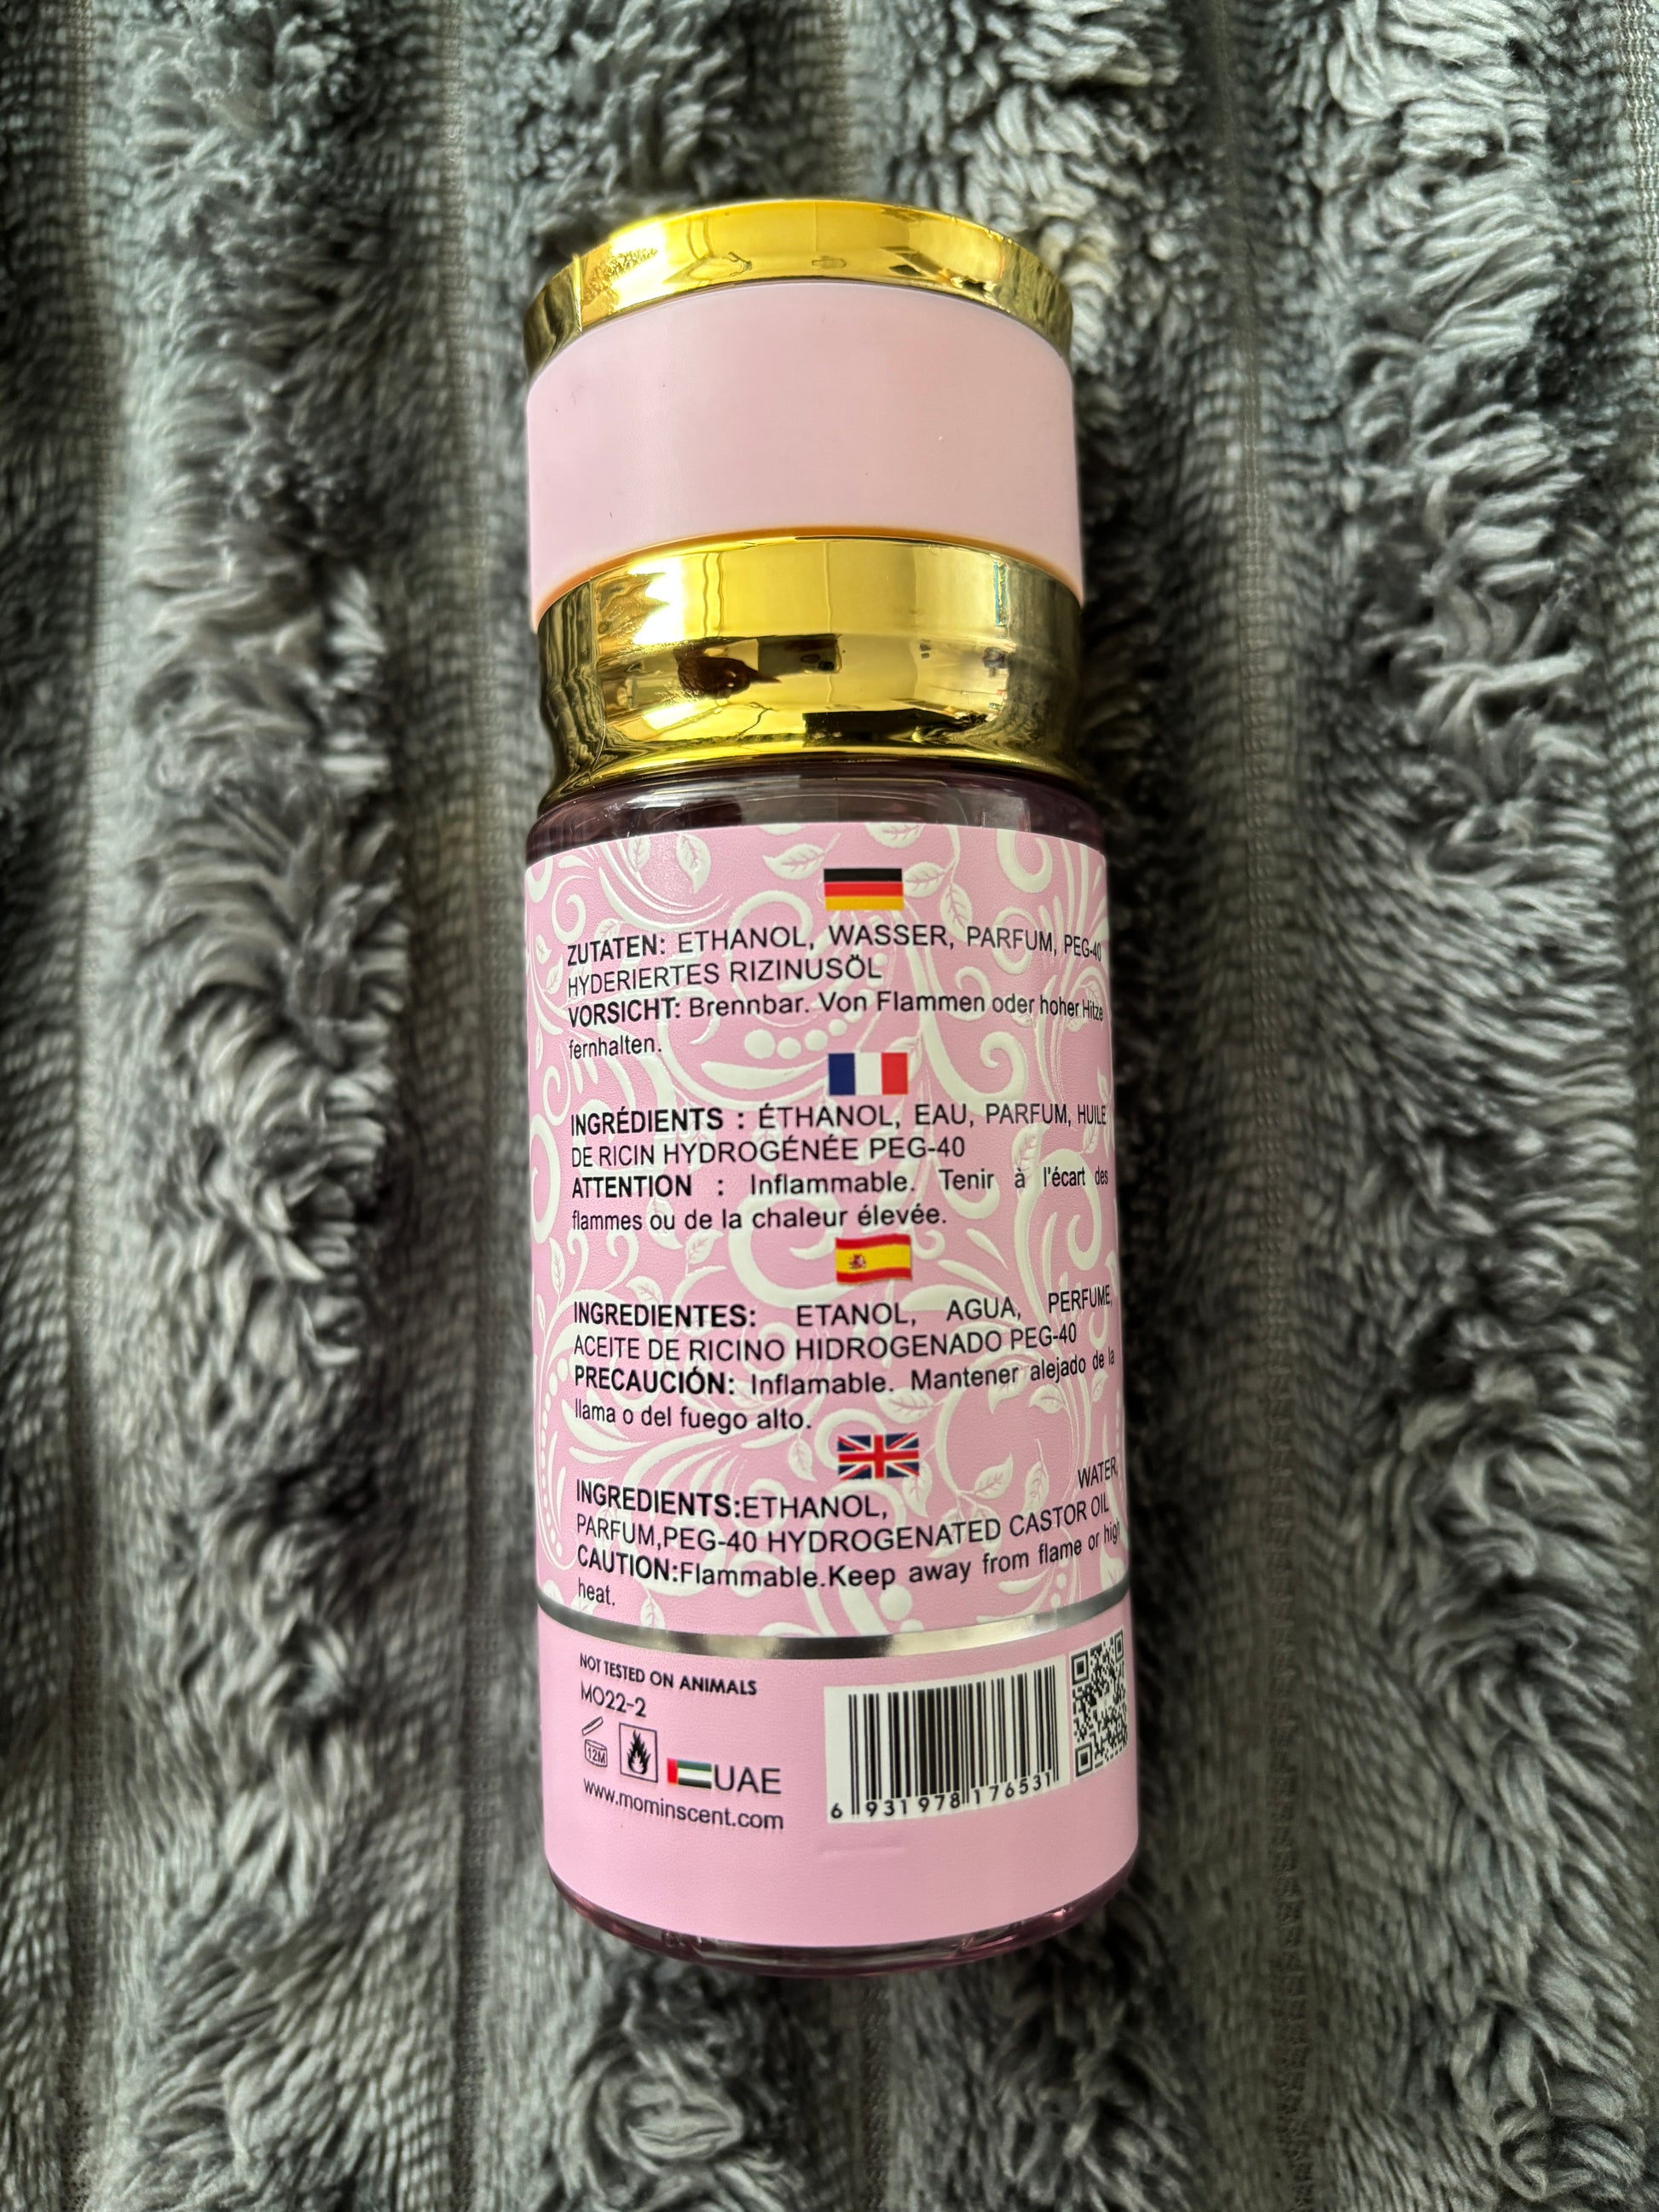 ZUTATEN: ETHANOL, WASSER, PARFUM, PEG-40
HYDERIERTES RIZINUSÖL
VORSICHT: Brennbar. Von Flammen oder hoher Hitze
fernhalten.
INGRÉDIENTS : ÉTHANOL, EAU, PARFUM, HUILE
DE RICIN HYDROGÉNÉE PEG-40
ATTENTION : Inflammable. Tenir à l'écart des
flammes ou de la chaleur élevée.
INGREDIENTES: ETANOL, AGUA, PERFUME,
ACEITE DE RICINO HIDROGENADO PEG-40
PRECAUCIÓN: Inflamable. Mantener alejado de la
llama o del fuego alto.
INGREDIENTS:ETHANOL, WATER,
PARFUM,PEG-40 HYDROGENATED CASTOR OIL
CAUTION:Flammable.Keep away from flame or high
heat.
NOT TESTED ON ANIMALS
MO22-2
12M
UAE
www.mominscent.com
6 931978 176531